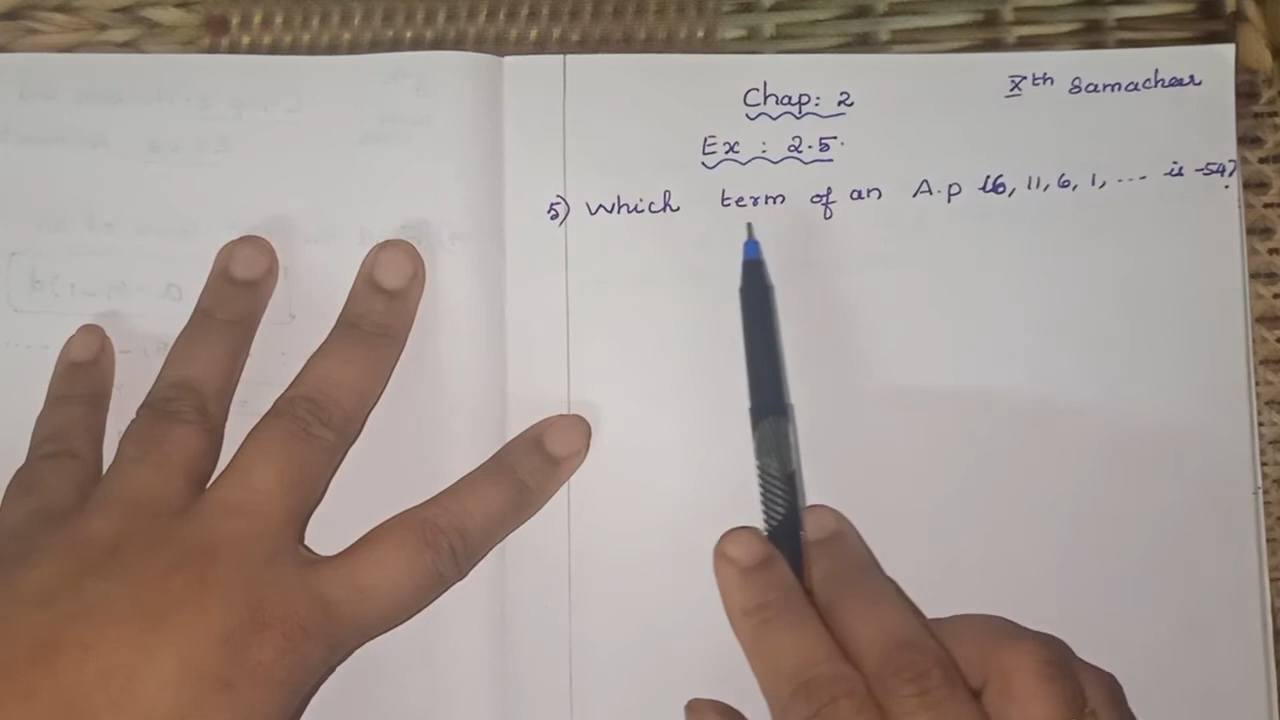 Xth Samacheer
Chap: 2
Ex : 2.5.
5) Which term of an A.p 16, 11, 6, 1, ... is -54?